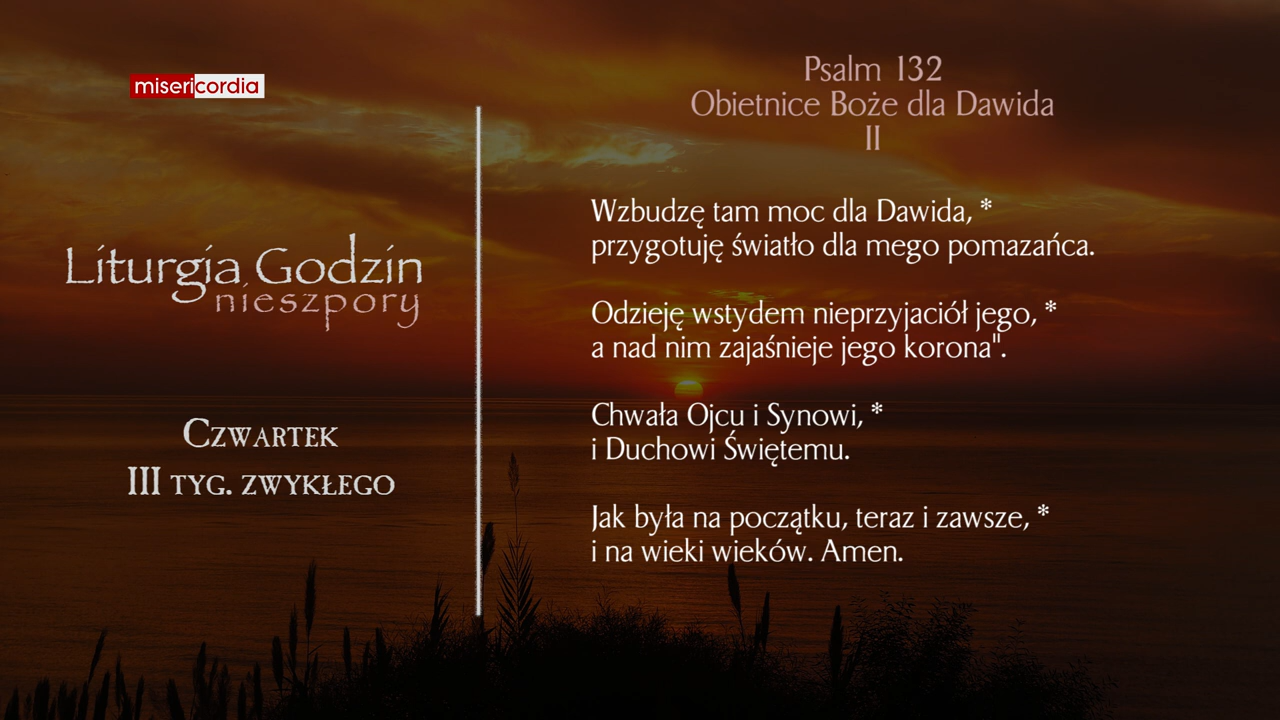 misericordia
Liturgia Godzin
nieszpory
Czwartek
III tyg. zwykłego
Psalm 132
Obietnice Boże dla Dawida
II
Wzbudzę tam moc dla Dawida, *
przygotuję światło dla mego pomazańca.
Odzieję wstydem nieprzyjaciół jego, *
a nad nim zajaśnieje jego korona".
Chwała Ojcu i Synowi, *
i Duchowi Świętemu.
Jak była na początku, teraz i zawsze, *
i na wieki wieków. Amen.